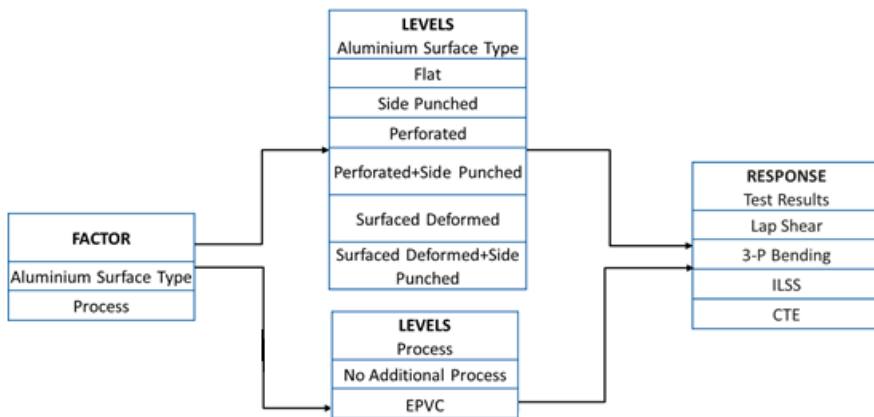 FACTOR
Aluminium Surface Type
Process
LEVELS
Aluminium Surface Type
Flat
Side Punched
Perforated
Perforated+Side Punched
Surfaced Deformed
Surfaced Deformed+Side
Punched
LEVELS
Process
No Additional Process
EPVC
RESPONSE
Test Results
Lap Shear
3-P Bending
ILSS
CTE